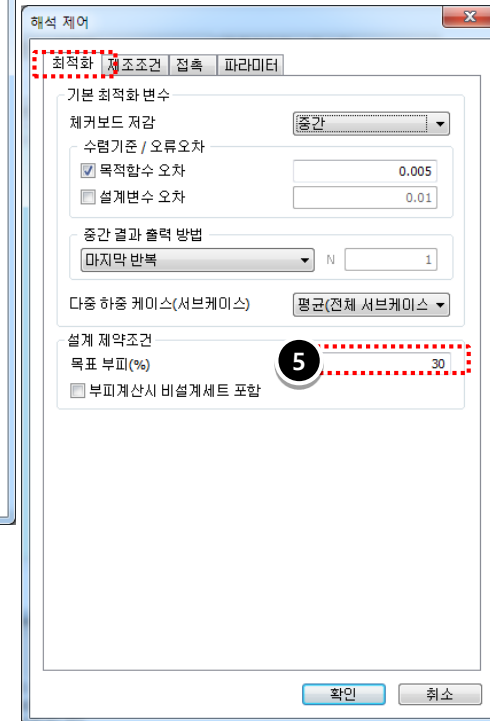 해석 제어
최적화 제조조건 접촉 파라미터
기본 최적화 변수
체커보드 저감 중간
수렴기준 / 오류오차
목적함수 오차 0.005
설계변수 오차 0.01
중간 결과 출력 방법
마지막 반복 N 1
다중 하중 케이스(서브케이스) 평균(전체 서브케이스
설계 제약조건
목표 부피(%) 5 30
부피계산시 비설계세트 포함
확인 취소